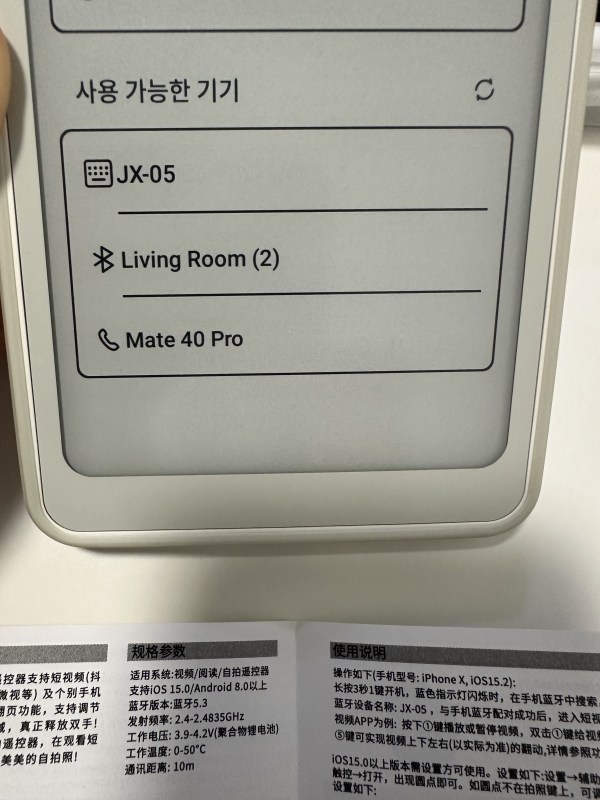 사용 가능한 기기
JX-05
Living Room (2)
Mate 40 Pro
遥控器支持短视频(抖
微视等) 及个别手机
翻页功能，支持调节
，真正释放双手!
遥控器，在观看短
美美的自拍照!
规格参数
适用系统:视频/阅读/自拍遥控器
支持iOS 15.0/Android 8.0以上
蓝牙版本:蓝牙5.3
发射频率: 2.4-2.4835GHz
工作电压: 3.9-4.2V(聚合物锂电池)
工作温度: 0-50°C
通讯距离: 10m
使用说明
操作如下(手机型号: iPhone X, iOS15.2):
长按3秒1键开机，蓝色指示灯闪烁时，在手机蓝牙中搜索
蓝牙设备名称: JX-05，与手机蓝牙配对成功后，进入短视
视频APP为例: 按下①键播放或暂停视频，双击①键给视频
⑤键可实现视频上下左右(以实际为准)的翻动,详情参照功
iOS15.0以上版本需设置方可使用。设置如下:设置→辅助
触控→打开，出现圆点即可。如圆点不在拍照键上，可调
设置如下: